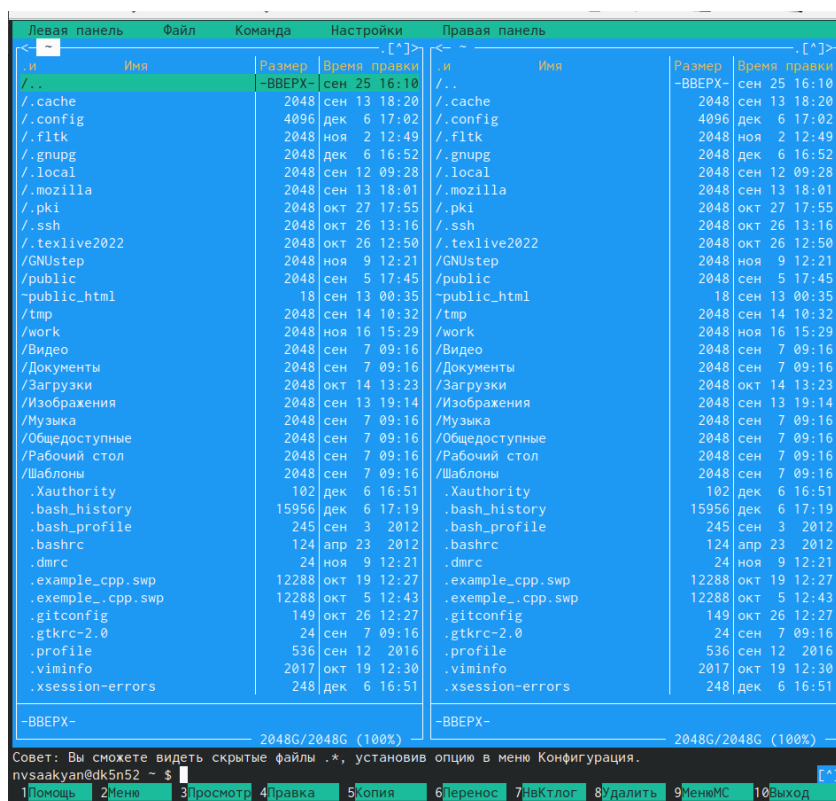 Левая панель Файл Команда Настройки Правая панель
<— ~ .[^]> <— ~ .[^]>
.и Имя Размер Время правки .и Имя Размер Время правки
/.. -ВВЕРХ- сен 25 16:10 /.. -ВВЕРХ- сен 25 16:10
/.cache 2048 сен 13 18:20 /.cache 2048 сен 13 18:20
/.config 4096 дек 6 17:02 /.config 4096 дек 6 17:02
/.fltk 2048 ноя 2 12:49 /.fltk 2048 ноя 2 12:49
/.gnupg 2048 дек 6 16:52 /.gnupg 2048 дек 6 16:52
/.local 2048 сен 12 09:28 /.local 2048 сен 12 09:28
/.mozilla 2048 сен 13 18:01 /.mozilla 2048 сен 13 18:01
/.pki 2048 окт 27 17:55 /.pki 2048 окт 27 17:55
/.ssh 2048 окт 26 13:16 /.ssh 2048 окт 26 13:16
/.texlive2022 2048 окт 26 12:50 /.texlive2022 2048 окт 26 12:50
/GNUstep 2048 ноя 9 12:21 /GNUstep 2048 ноя 9 12:21
/public 2048 сен 5 17:45 /public 2048 сен 5 17:45
~public_html 18 сен 13 00:35 ~public_html 18 сен 13 00:35
/tmp 2048 сен 14 10:32 /tmp 2048 сен 14 10:32
/work 2048 ноя 16 15:29 /work 2048 ноя 16 15:29
/Видео 2048 сен 7 09:16 /Видео 2048 сен 7 09:16
/Документы 2048 сен 7 09:16 /Документы 2048 сен 7 09:16
/Загрузки 2048 окт 14 13:23 /Загрузки 2048 окт 14 13:23
/Изображения 2048 сен 13 19:14 /Изображения 2048 сен 13 19:14
/Музыка 2048 сен 7 09:16 /Музыка 2048 сен 7 09:16
/Общедоступные 2048 сен 7 09:16 /Общедоступные 2048 сен 7 09:16
/Рабочий стол 2048 сен 7 09:16 /Рабочий стол 2048 сен 7 09:16
/Шаблоны 2048 сен 7 09:16 /Шаблоны 2048 сен 7 09:16
.Xauthority 102 дек 6 16:51 .Xauthority 102 дек 6 16:51
.bash_history 15956 дек 6 17:19 .bash_history 15956 дек 6 17:19
.bash_profile 245 сен 3 2012 .bash_profile 245 сен 3 2012
.bashrc 124 апр 23 2012 .bashrc 124 апр 23 2012
.dmrc 24 ноя 9 12:21 .dmrc 24 ноя 9 12:21
.example_cpp.swp 12288 окт 19 12:27 .example_cpp.swp 12288 окт 19 12:27
.exemple_.cpp.swp 12288 окт 5 12:43 .exemple_.cpp.swp 12288 окт 5 12:43
.gitconfig 149 окт 26 12:27 .gitconfig 149 окт 26 12:27
.gtkrc-2.0 24 сен 7 09:16 .gtkrc-2.0 24 сен 7 09:16
.profile 536 сен 12 2016 .profile 536 сен 12 2016
.viminfo 2017 окт 19 12:30 .viminfo 2017 окт 19 12:30
.xsession-errors 248 дек 6 16:51 .xsession-errors 248 дек 6 16:51
-ВВЕРХ- -ВВЕРХ-
2048G/2048G (100%) 2048G/2048G (100%)
Совет: Вы сможете видеть скрытые файлы .*, установив опцию в меню Конфигурация.
nvsaakyan@dk5n52 ~ $ [^]
1Помощь 2Меню 3Просмотр 4Правка 5Копия 6Перенос 7НвКтлог 8Удалить 9МенюMC 10Выход